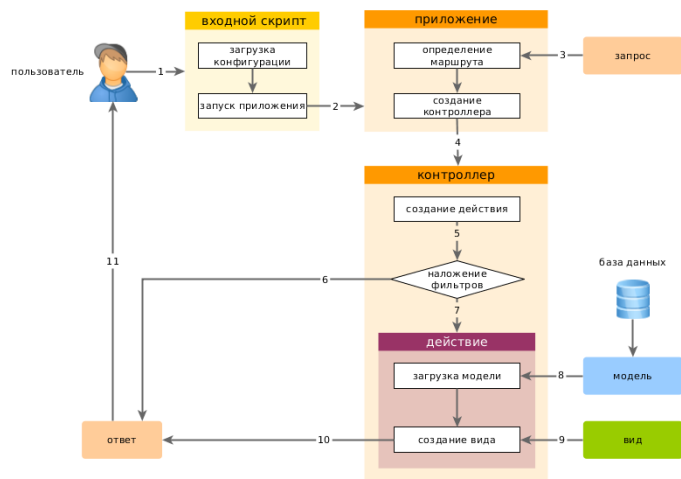 входной скрипт
приложение
загрузка
конфигурации
определение
маршрута
3
запрос
пользователь
1
запуск приложения
2
создание
контроллера
4
контроллер
создание действия
5
база данных
11
6
наложение
фильтров
7
действие
загрузка модели
8
модель
ответ
10
создание вида
9
вид